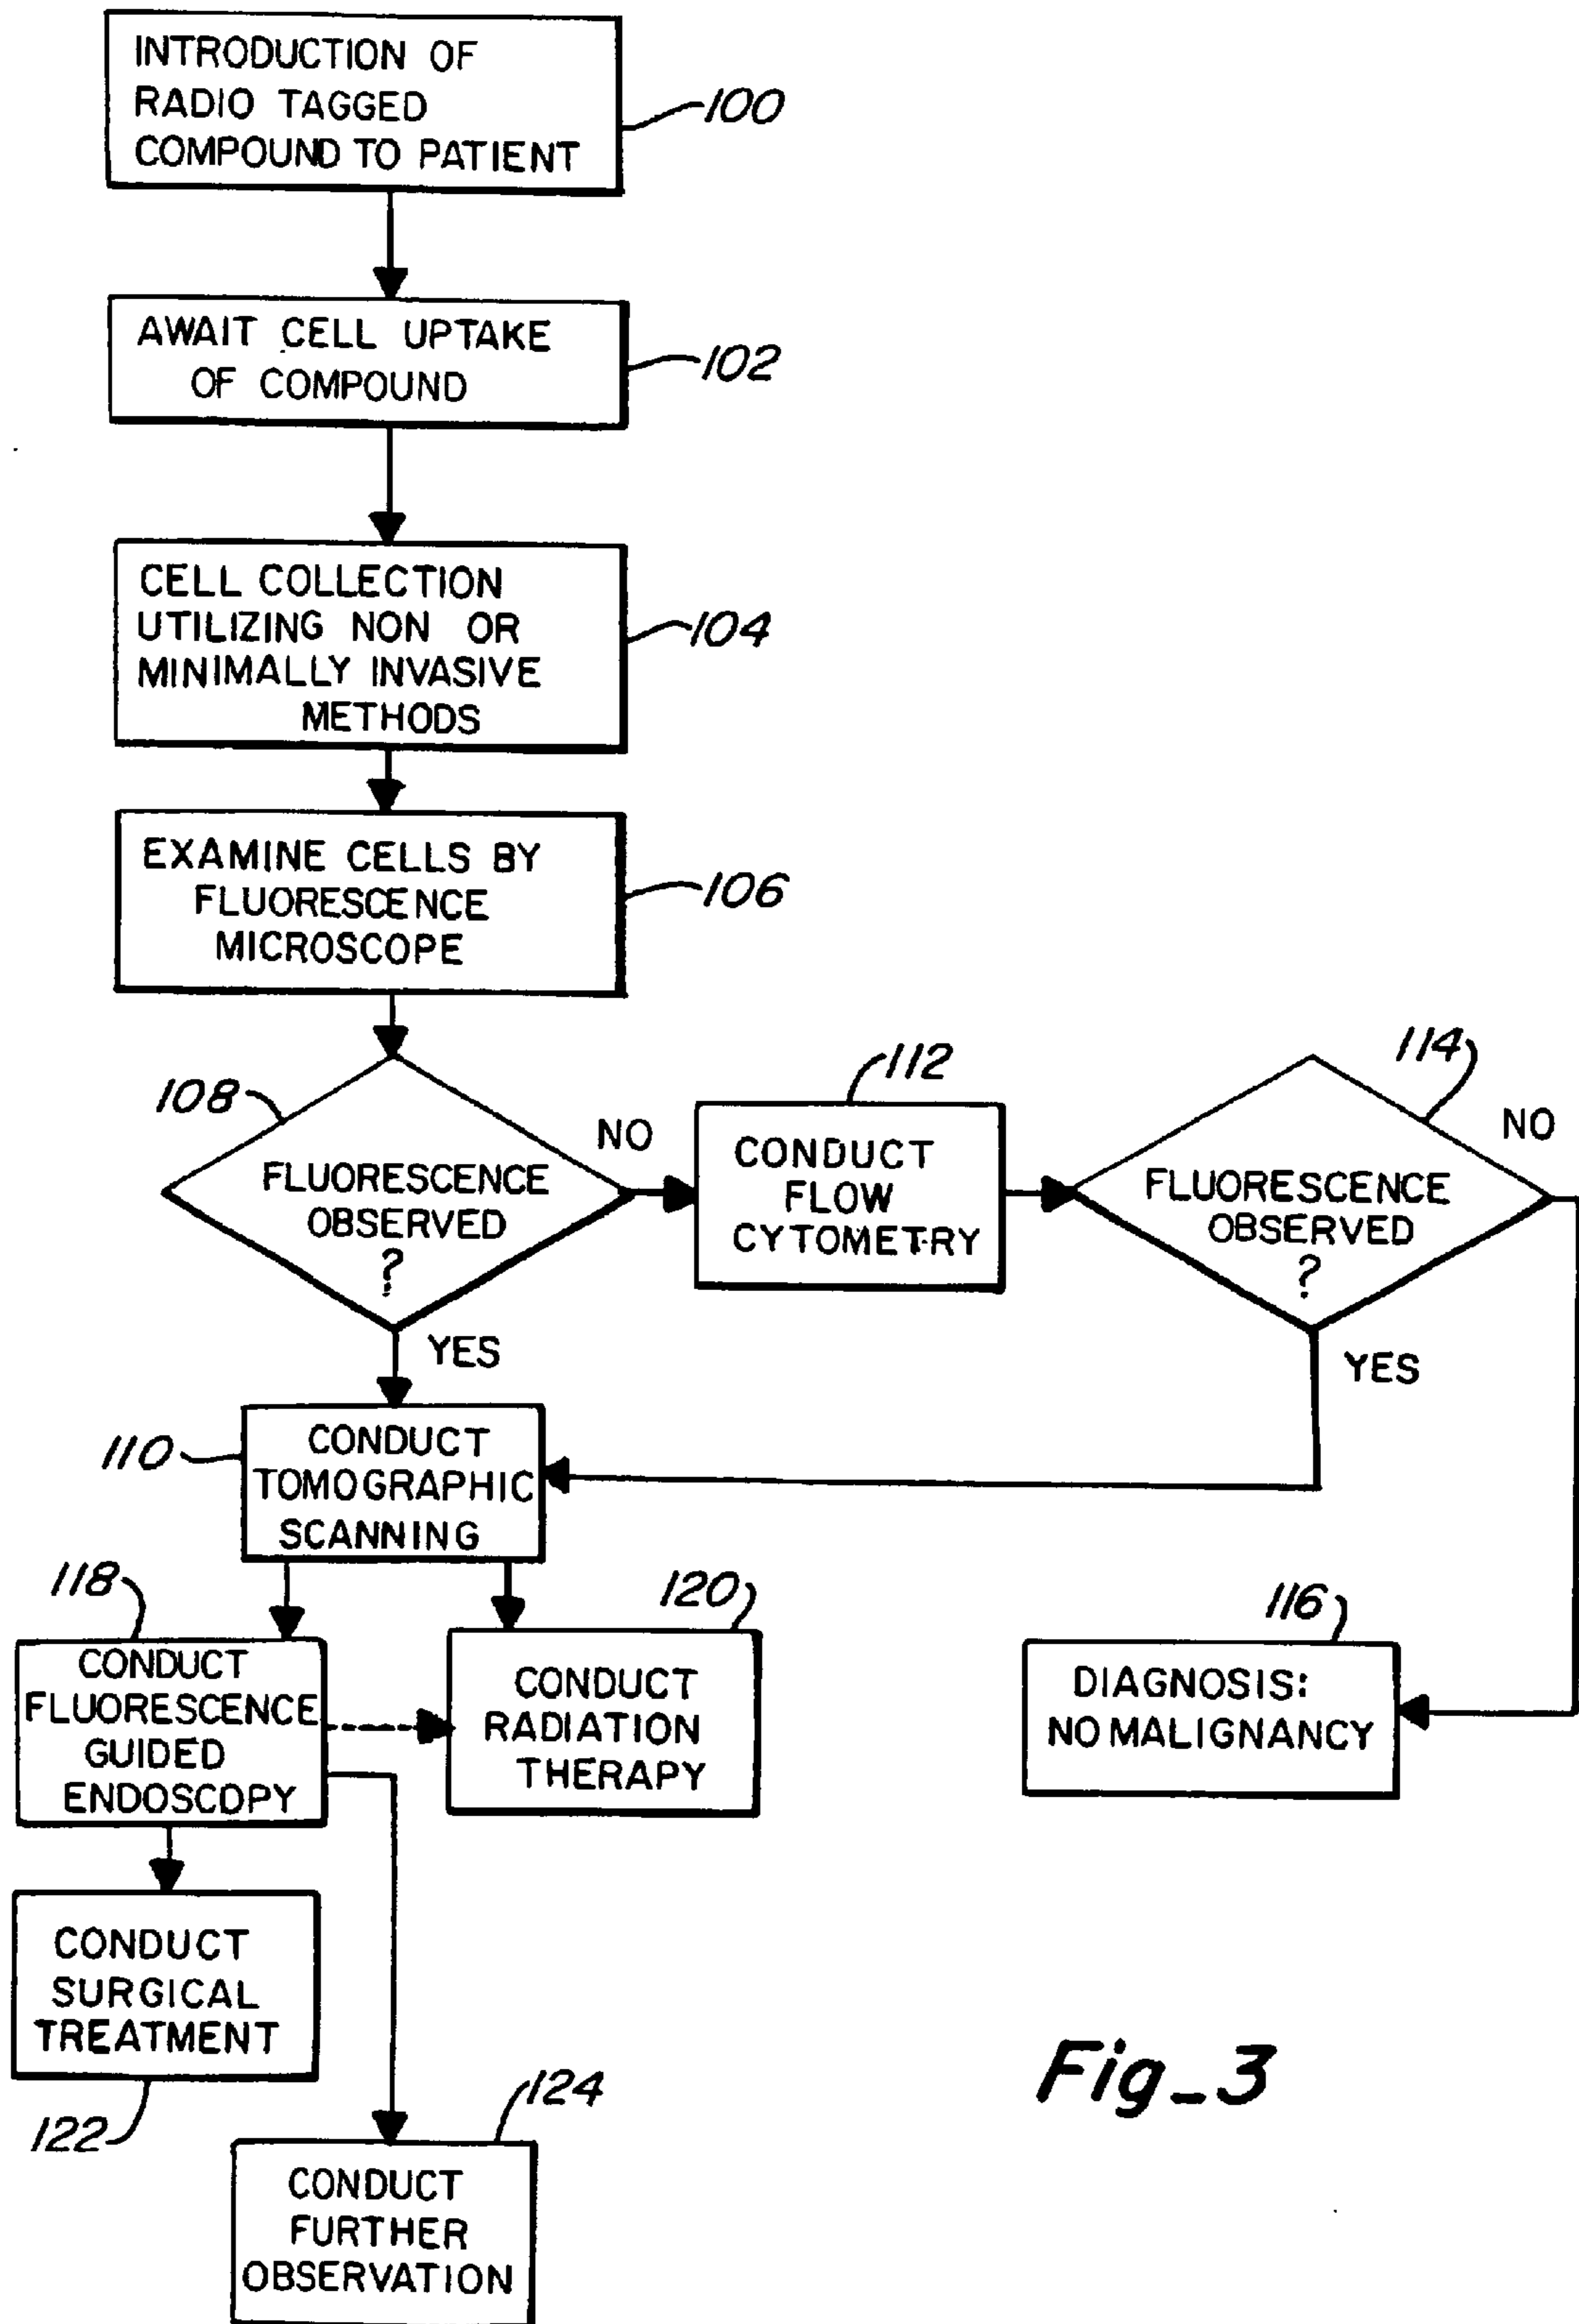 INTRODUCTION OF
RADIO TAGGED
COMPOUND TO PATIENT
100
AWAIT CELL UPTAKE
OF COMPOUND
102
CELL COLLECTION
UTILIZING NON OR
MINIMALLY INVASIVE
METHODS
104
EXAMINE CELLS BY
FLUORESCENCE
MICROSCOPE
106
108
FLUORESCENCE
OBSERVED
?
NO
YES
112
CONDUCT
FLOW
CYTOMETRY
114
FLUORESCENCE
OBSERVED
?
NO
YES
110
CONDUCT
TOMOGRAPHIC
SCANNING
118
CONDUCT
FLUORESCENCE
GUIDED
ENDOSCOPY
120
CONDUCT
RADIATION
THERAPY
116
DIAGNOSIS:
NO MALIGNANCY
CONDUCT
SURGICAL
TREATMENT
122
124
CONDUCT
FURTHER
OBSERVATION
Fig_3